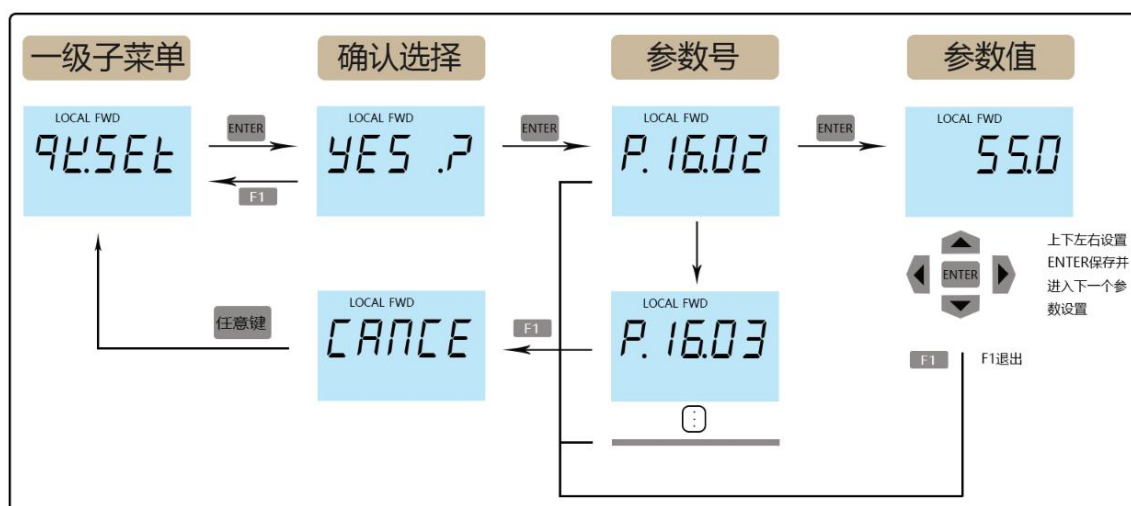 一级子菜单
确认选择
参数号
参数值
LOCAL FWD
qk.SEt
ENTER
F1
LOCAL FWD
YES .?
ENTER
LOCAL FWD
P.16.02
ENTER
LOCAL FWD
55.0
上下左右设置
ENTER保存并
进入下一个参
数设置
ENTER
任意键
LOCAL FWD
CANCE
F1
LOCAL FWD
P.16.03
F1
F1退出